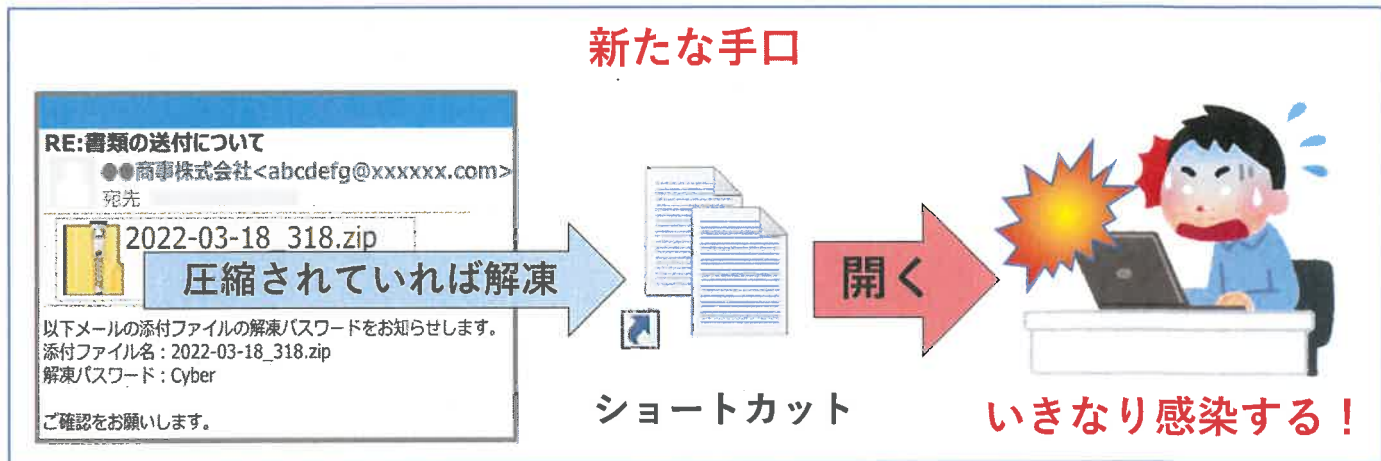 新たな手口
RE:書類の送付について
●●商事株式会社<abcdefg@xxxxxx.com>
宛先
2022-03-18_318.zip
圧縮されていれば解凍
以下メールの添付ファイルの解凍パスワードをお知らせします。
添付ファイル名：2022-03-18_318.zip
解凍パスワード：Cyber
ご確認をお願いします。
ショートカット
開く
いきなり感染する！